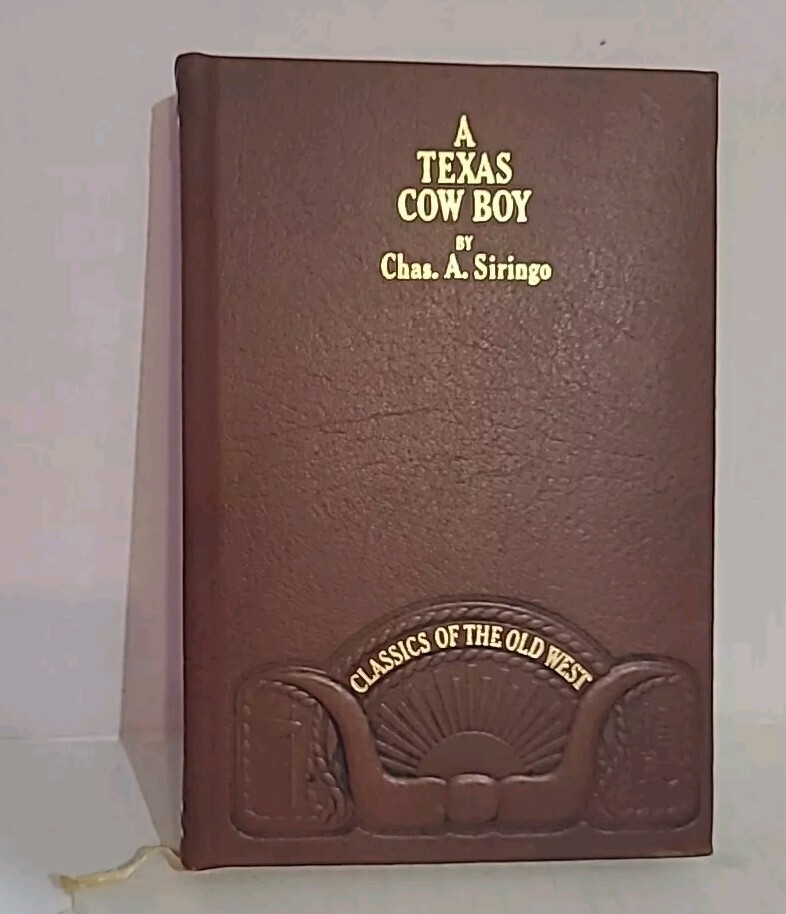 A
TEXAS
COW BOY
BY
Chas. A. Siringo
CLASSICS OF THE OLD WEST